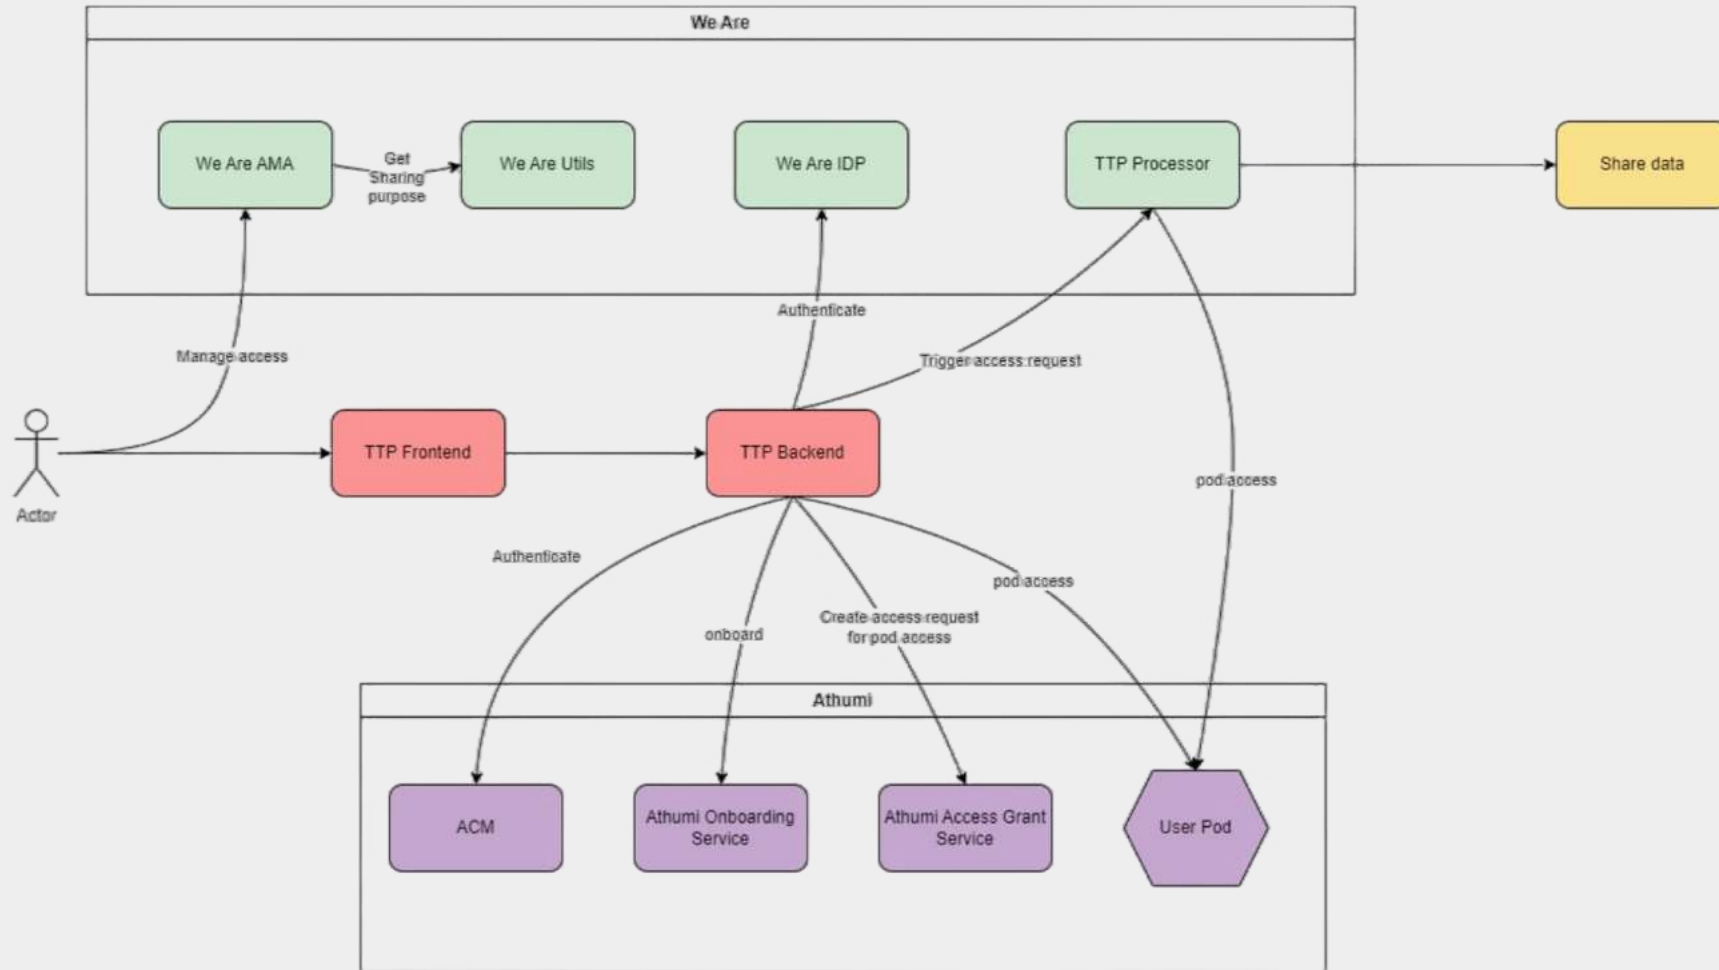 We Are
We Are AMA
Get
Sharing
purpose
We Are Utils
We Are IDP
TTP Processor
Share data
Authenticate
Manage access
Trigger access request
TTP Frontend
TTP Backend
pod access
Actor
Authenticate
pod access
onboard
Create access request
for pod access
Athumi
ACM
Athumi Onboarding
Service
Athumi Access Grant
Service
User Pod